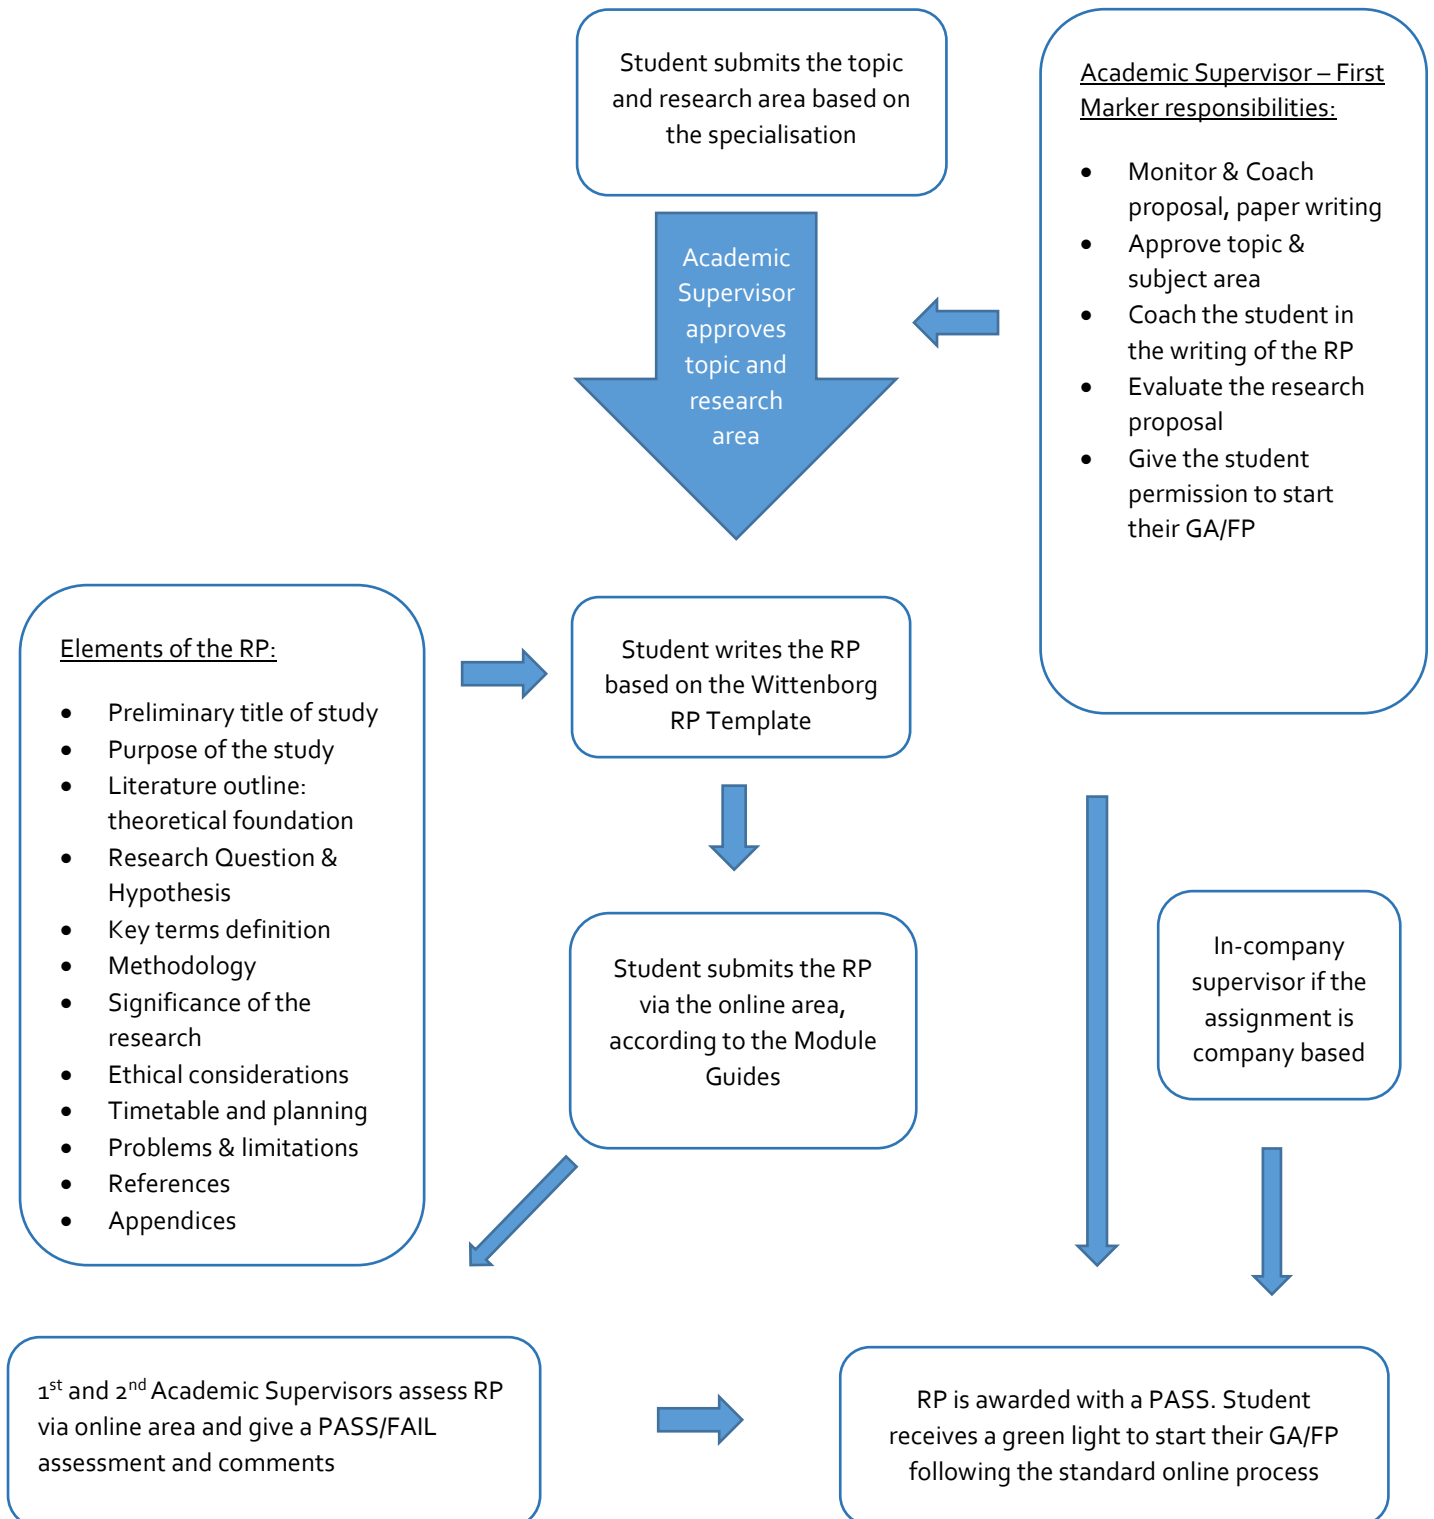 Student submits the topic
and research area based on
the specialisation
Academic Supervisor – First
Marker responsibilities:
• Monitor & Coach
proposal, paper writing
• Approve topic &
subject area
• Coach the student in
the writing of the RP
• Evaluate the research
proposal
• Give the student
permission to start
their GA/FP
Academic
Supervisor
approves
topic and
research
area
Elements of the RP:
• Preliminary title of study
• Purpose of the study
• Literature outline:
theoretical foundation
• Research Question &
Hypothesis
• Key terms definition
• Methodology
• Significance of the
research
• Ethical considerations
• Timetable and planning
• Problems & limitations
• References
• Appendices
Student writes the RP
based on the Wittenborg
RP Template
Student submits the RP
via the online area,
according to the Module
Guides
In-company
supervisor if the
assignment is
company based
1st and 2nd Academic Supervisors assess RP
via online area and give a PASS/FAIL
assessment and comments
RP is awarded with a PASS. Student
receives a green light to start their GA/FP
following the standard online process